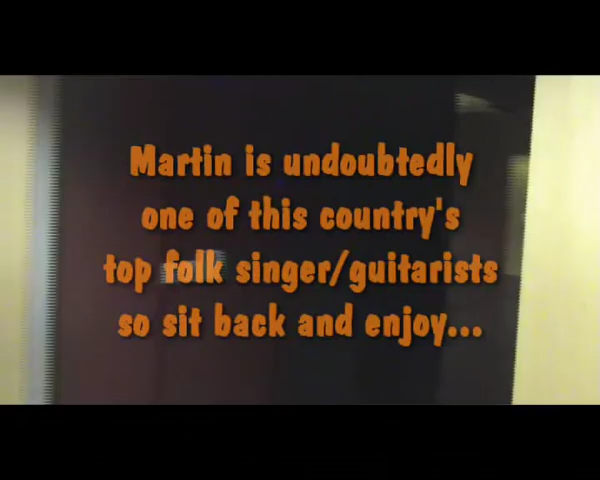 Martin is undoubtedly
one of this country's
top folk singer/guitarists
so sit back and enjoy...